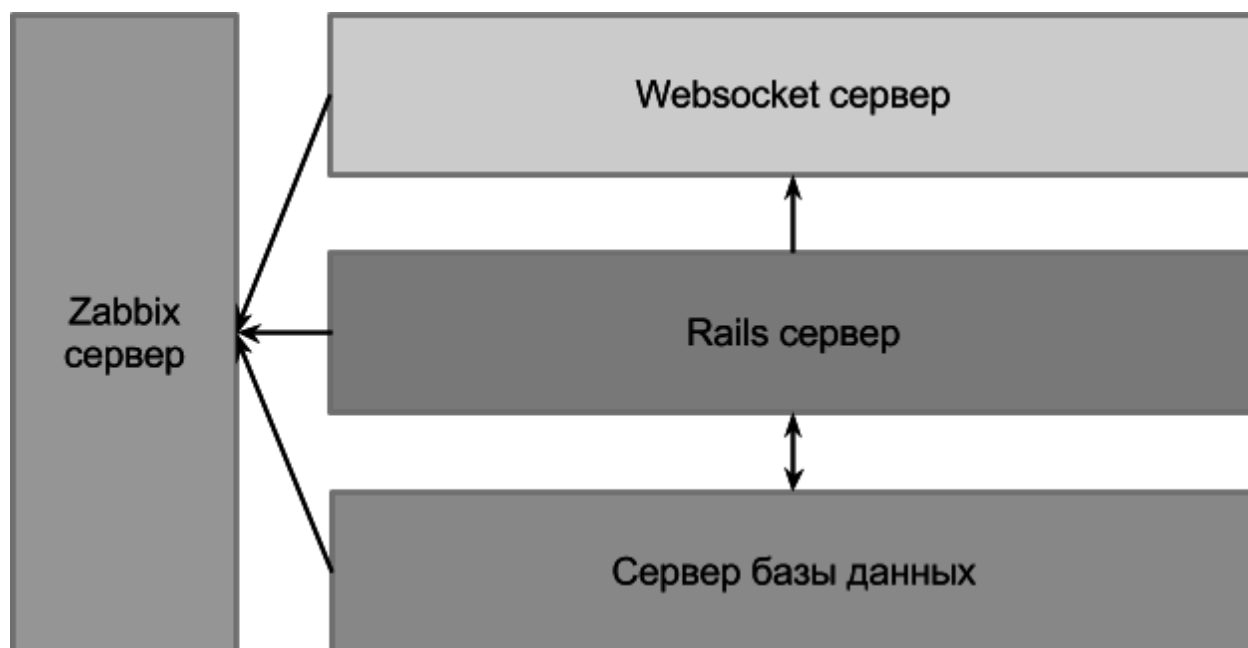 Websocket сервер
Zabbix
сервер
Rails сервер
Сервер базы данных